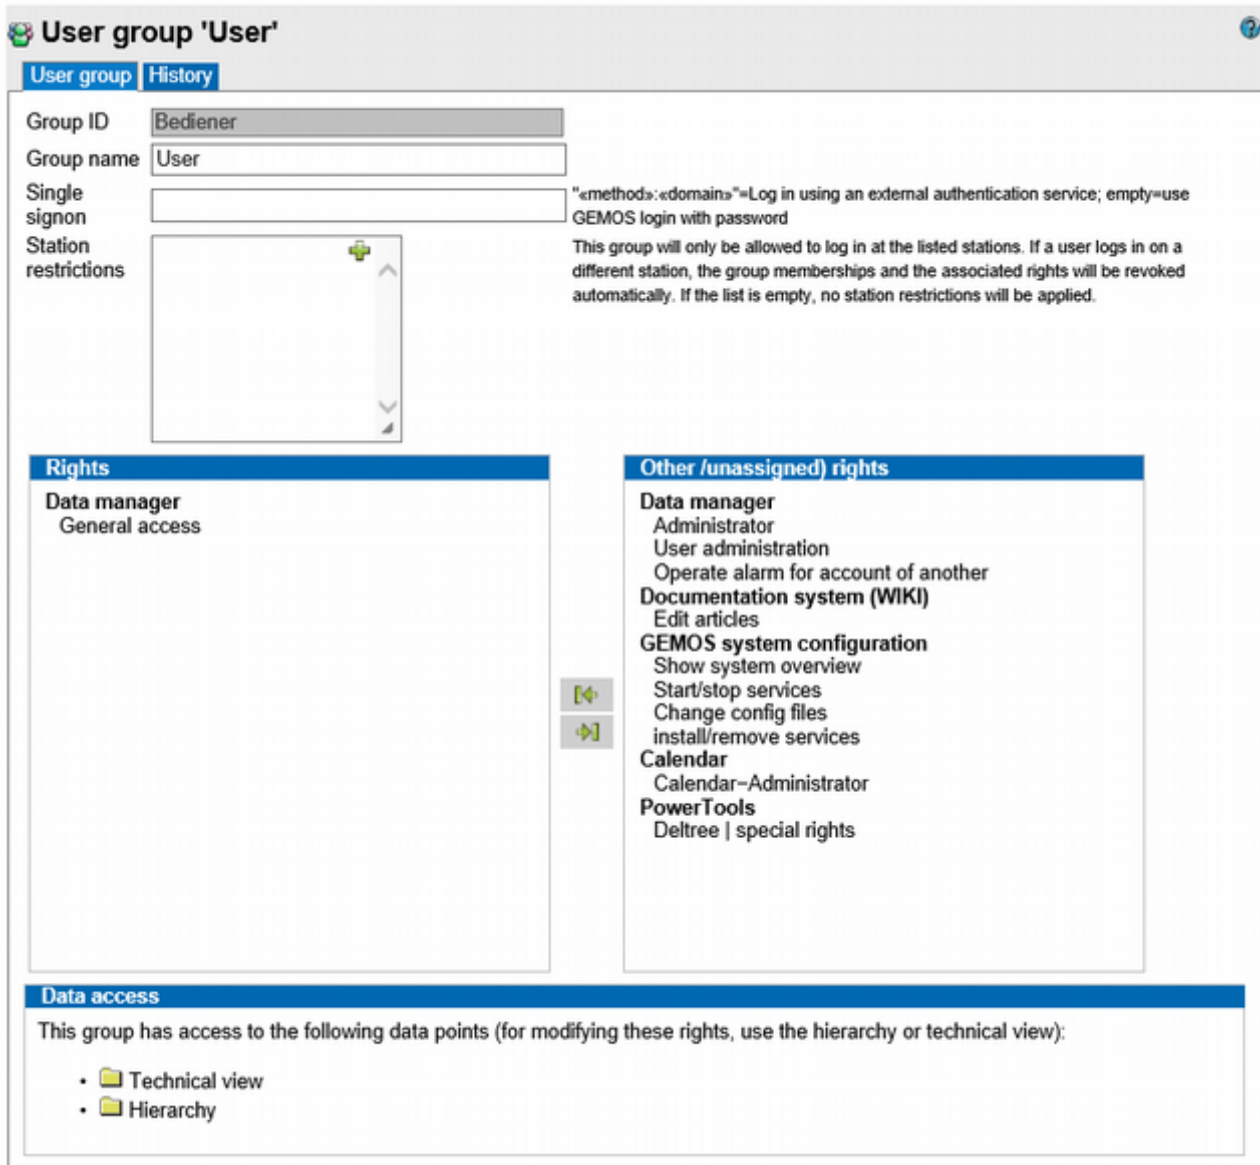 User group 'User'
User group History
Group ID Bediener
Group name User
Single signon
"«method»:«domain»"=Log in using an external authentication service; empty=use
GEMOS login with password
Station restrictions
This group will only be allowed to log in at the listed stations. If a user logs in on a
different station, the group memberships and the associated rights will be revoked
automatically. If the list is empty, no station restrictions will be applied.
Rights
Data manager
General access
Other /unassigned) rights
Data manager
Administrator
User administration
Operate alarm for account of another
Documentation system (WIKI)
Edit articles
GEMOS system configuration
Show system overview
Start/stop services
Change config files
install/remove services
Calendar
Calendar-Administrator
PowerTools
Deltree | special rights
Data access
This group has access to the following data points (for modifying these rights, use the hierarchy or technical view):
• Technical view
• Hierarchy